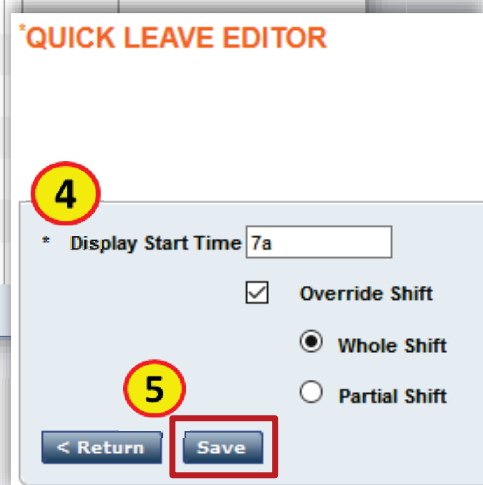 *QUICK LEAVE EDITOR
4
* Display Start Time 7a
Override Shift
Whole Shift
Partial Shift
5
< Return Save